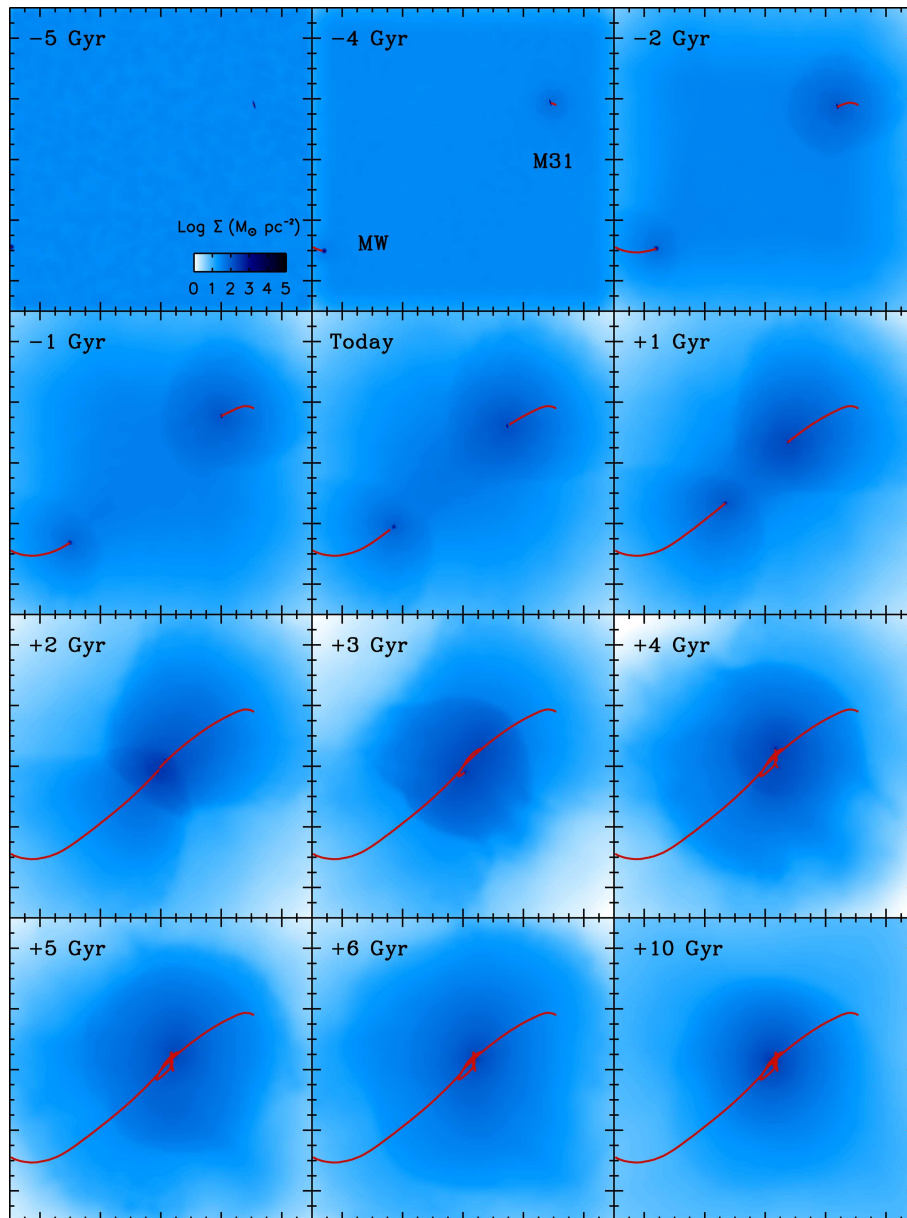 -5 Gyr
-4 Gyr
-2 Gyr
M31
Log Σ (M⊙ pc⁻²)
MW
0 1 2 3 4 5
-1 Gyr
Today
+1 Gyr
+2 Gyr
+3 Gyr
+4 Gyr
+5 Gyr
+6 Gyr
+10 Gyr